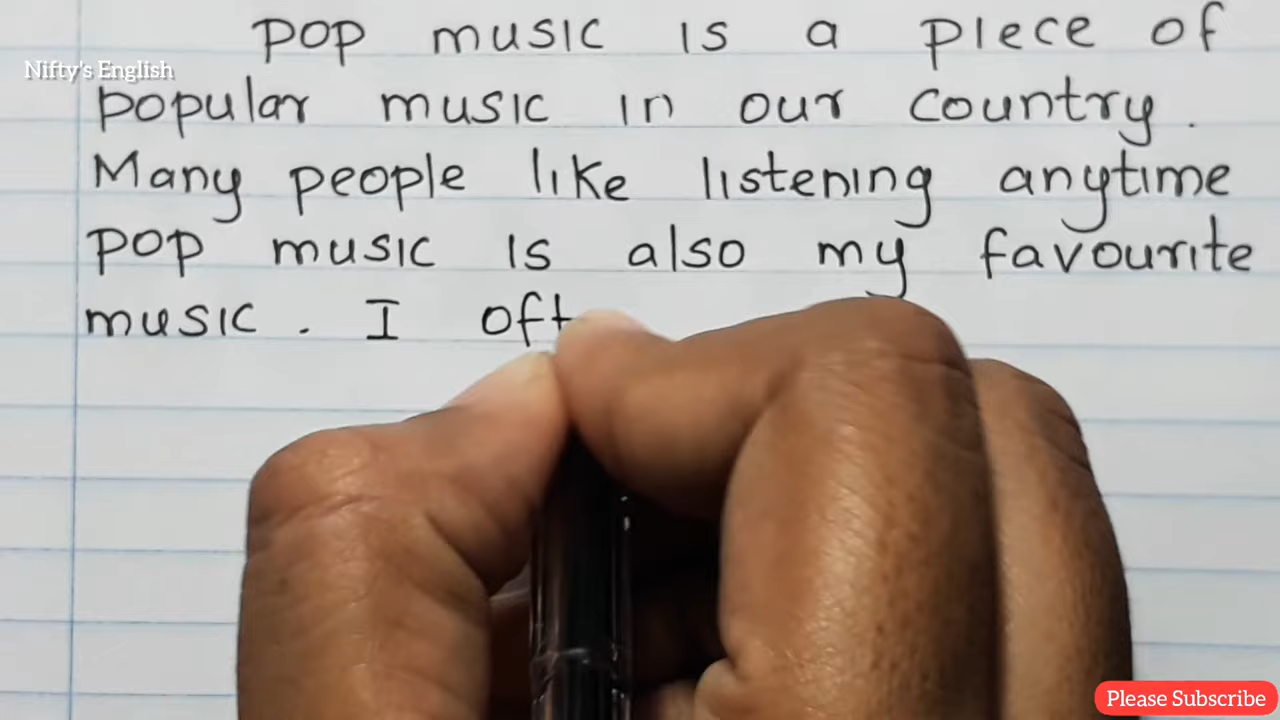 pop music is a piece of
Nifty's English
popular music in our country.
Many people like listening anytime
pop music is also my favourite
music. I oft
Please Subscribe